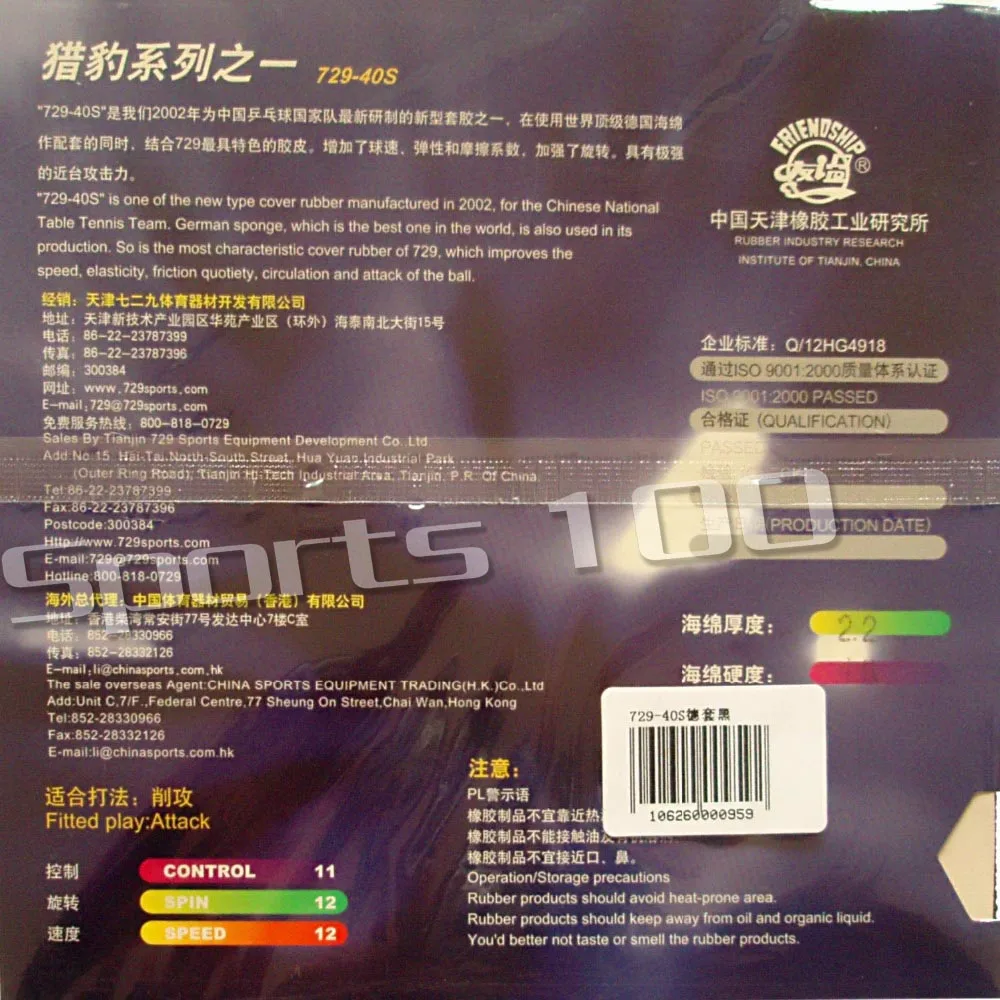 猎豹系列之一 729-40S
"729-40S"是我们2002年为中国乒乓球国家队最新研制的新型套胶之一，在使用世界顶级德国海绵
作配套的同时，结合729最具特色的胶皮。增加了球速、弹性和摩擦系数，加强了旋转。具有极强
的近台攻击力。
"729-40S" is one of the new type cover rubber manufactured in 2002, for the Chinese National
Table Tennis Team. German sponge, which is the best one in the world, is also used in its
production. So is the most characteristic cover rubber of 729, which improves the
speed, elasticity, friction quotiety, circulation and attack of the ball.
FRIENDSHIP
友谊®
中国天津橡胶工业研究所
RUBBER INDUSTRY RESEARCH
INSTITUTE OF TIANJIN, CHINA
经销：天津七二九体育器材开发有限公司
地址：天津新技术产业园区华苑产业区（环外）海泰南北大街15号
电话：86-22-23787399
传真：86-22-23787396
邮编：300384
网址：www.729sports.com
E-mail:729@729sports.com
免费服务热线：800-818-0729
Sales By:Tianjin 729 Sports Equipment Development Co.Ltd
Add:No.15, Hai-Tai.North-South.Street, Hua Yuan.Industrial Park
(Outer Ring Road), Tianjin Hi-Tech Industrial Area, Tianjin, P.R. Of China
Tel:86-22-23787399
Fax:86-22-23787396
Postcode:300384
Http://www.729sports.com
E-mail:729@729sports.com
Hotline:800-818-0729
海外总代理：中国体育器材贸易（香港）有限公司
地址：香港柴湾常安街77号发达中心7楼C室
电话：852-28330966
传真：852-28332126
E-mail:li@chinasports.com.hk
The sale overseas Agent:CHINA SPORTS EQUIPMENT TRADING(H.K.)Co.,Ltd
Add:Unit C,7/F.,Federal Centre,77 Sheung On Street,Chai Wan,Hong Kong
Tel:852-28330966
Fax:852-28332126
E-mail:li@chinasports.com.hk
企业标准：Q/12HG4918
通过ISO 9001:2000质量体系认证
ISO 9001:2000 PASSED
合格证 (QUALIFICATION)
PASSED
生产日期(PRODUCTION DATE)
Sports 100
海绵厚度： 2.2
海绵硬度：
729-40S德套黑
106260000959
适合打法：削攻
Fitted play:Attack
控制 CONTROL 11
旋转 SPIN 12
速度 SPEED 12
注意：
PL警示语
橡胶制品不宜靠近热
橡胶制品不能接触油及有机溶
橡胶制品不宜接近口、鼻。
Operation/Storage precautions
Rubber products should avoid heat-prone area.
Rubber products should keep away from oil and organic liquid.
You'd better not taste or smell the rubber products.